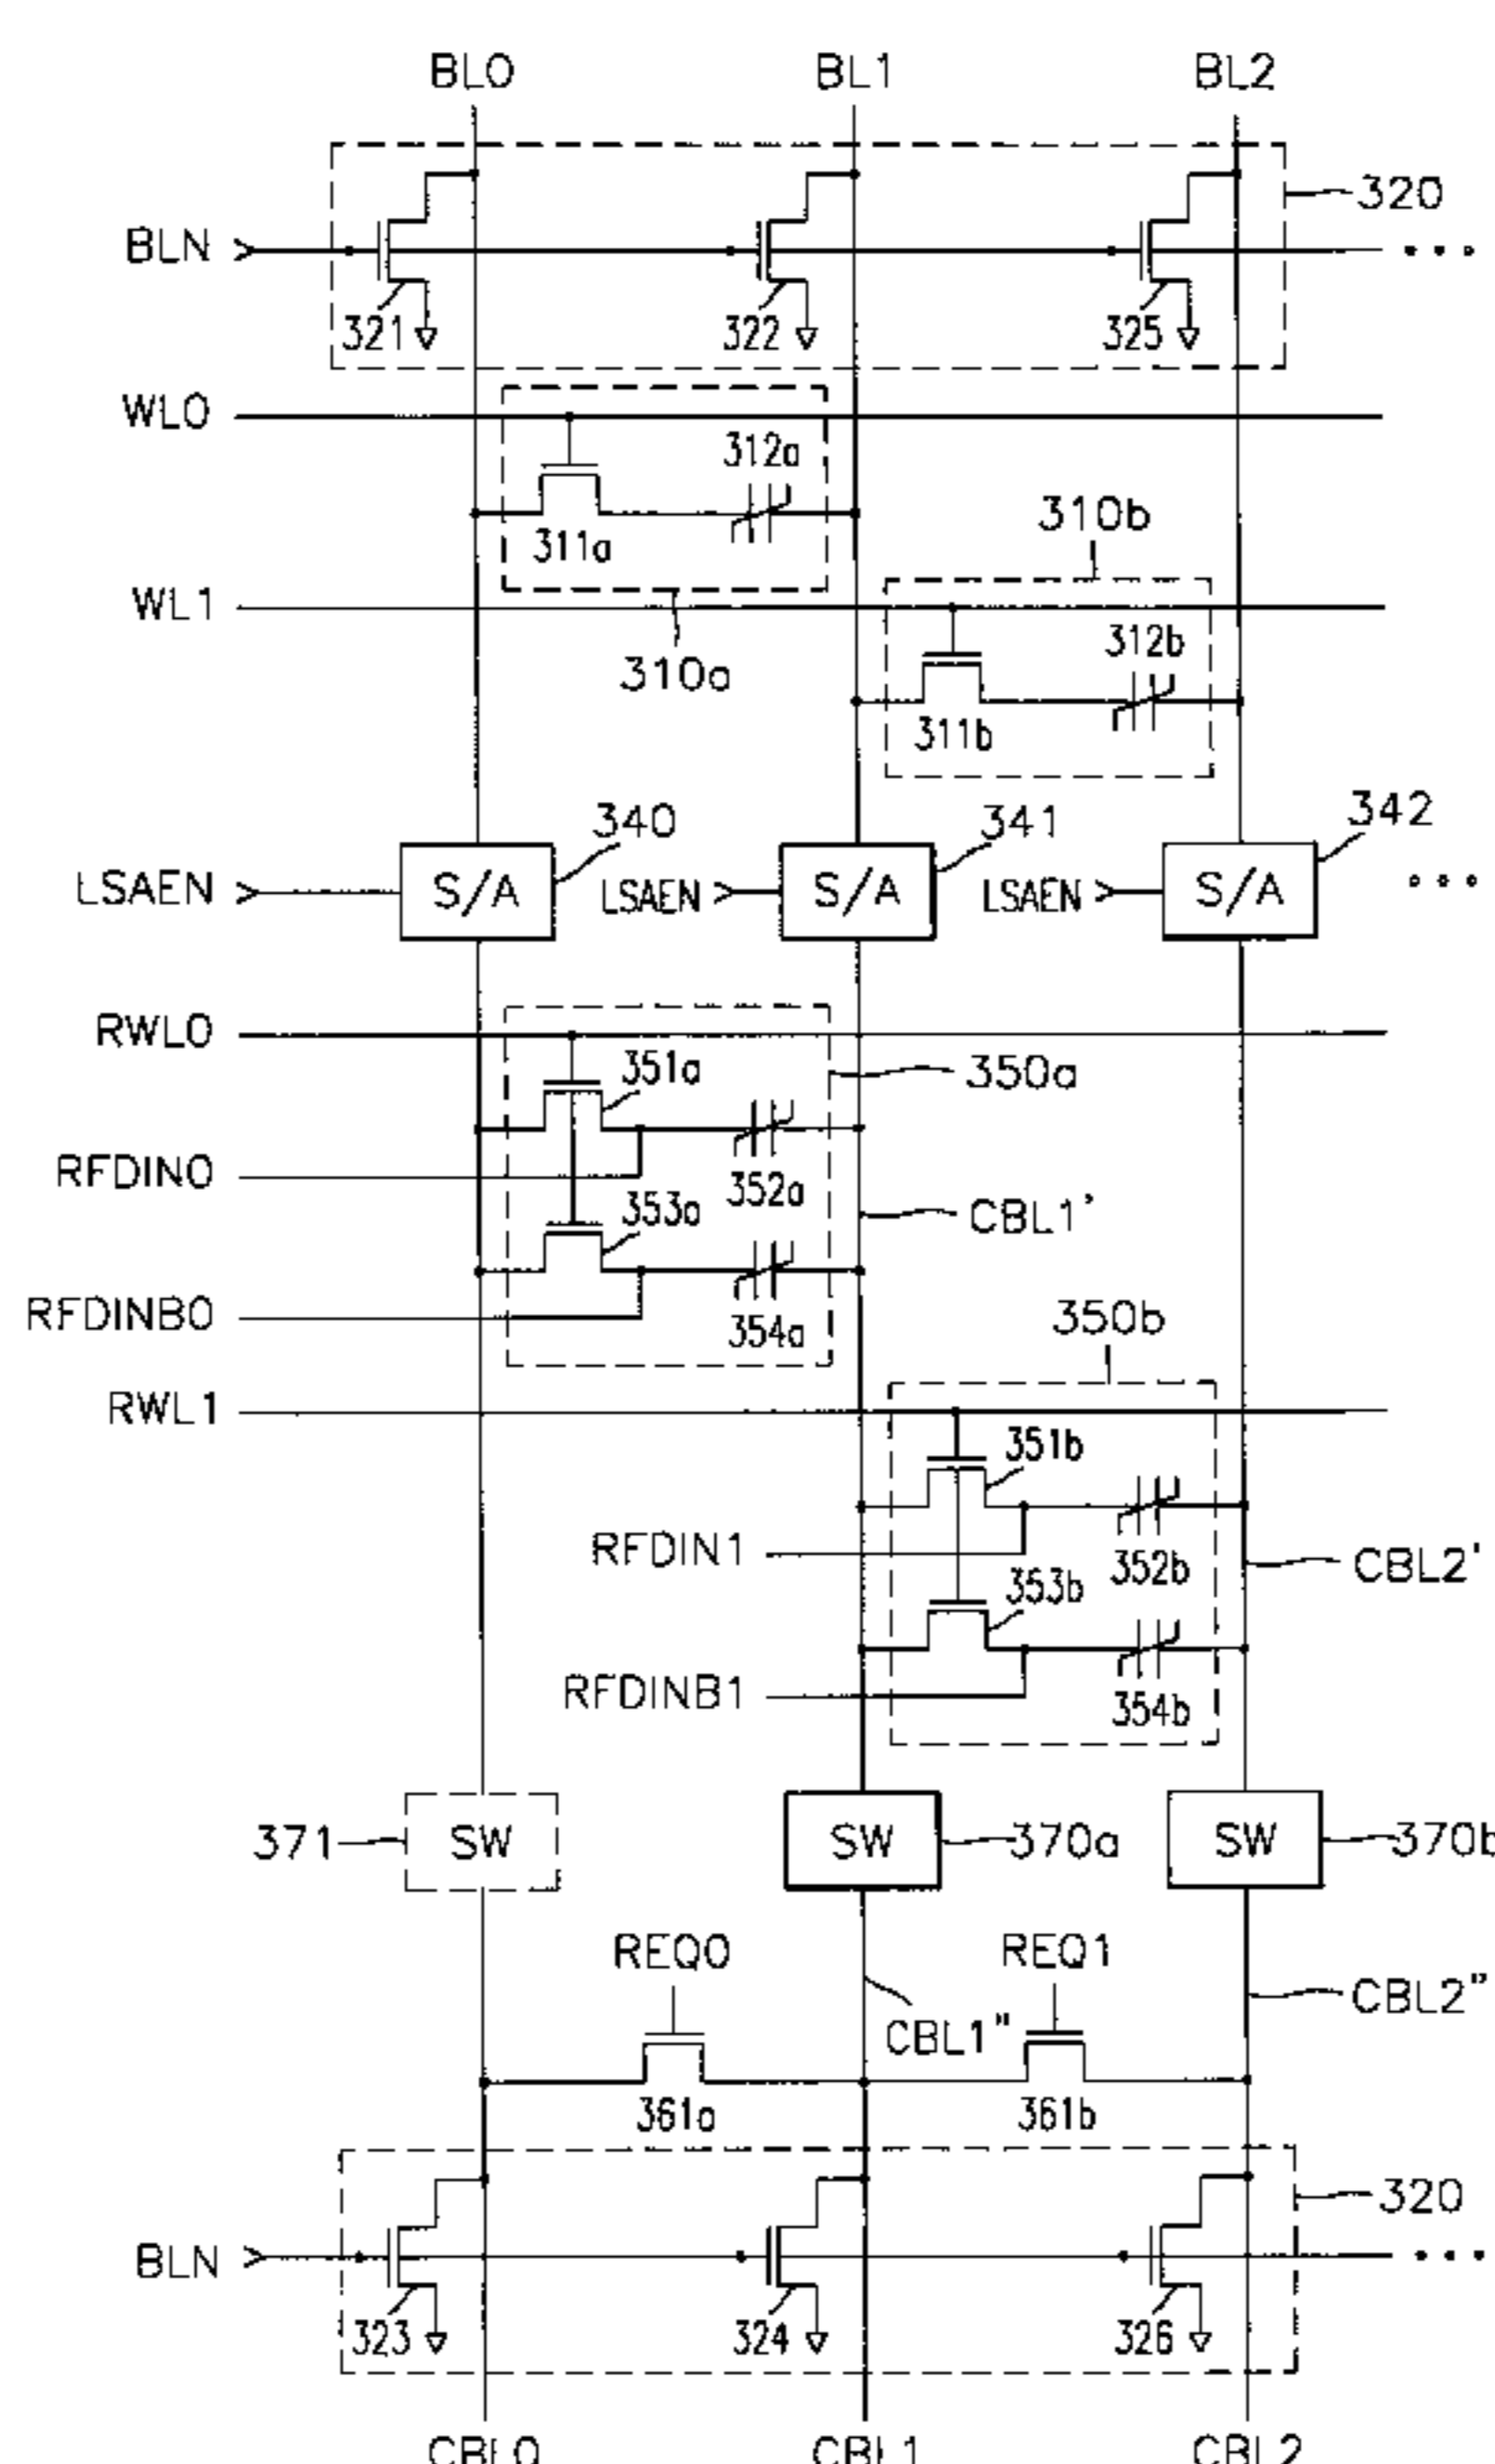 BL0 BL1 BL2
320
BLN
321 322 325
WL0
312a
310b
311a
WL1
312b
310a
311b
340 341 342
LSAEN S/A LSAEN S/A LSAEN S/A
RWL0
351a 350a
RFDIN0
352a
353a CBL1'
RFDINB0
354a 350b
RWL1
351b
RFDIN1
352b CBL2'
353b
RFDINB1
354b
371 SW SW 370a SW 370b
REQ0 REQ1
CBL2"
CBL1"
361a 361b
320
BLN
323 324 326
CBL0 CBL1 CBL2